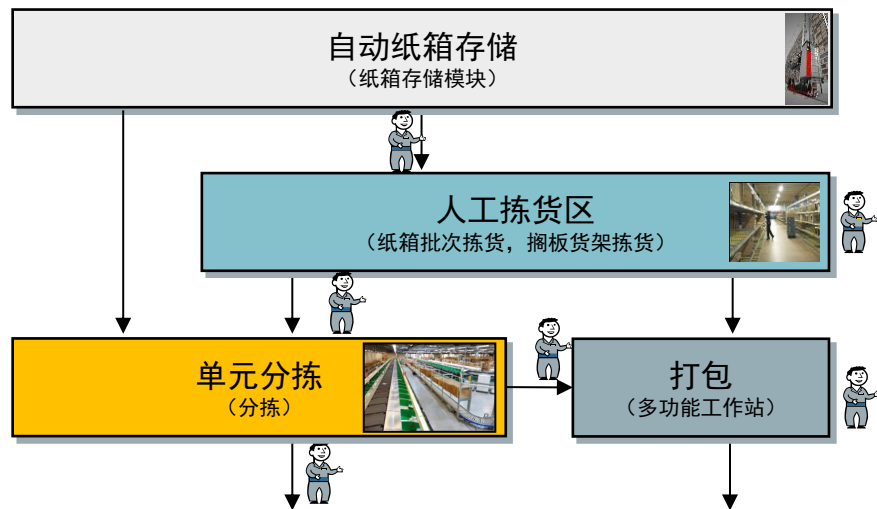 自动纸箱存储
（纸箱存储模块）
人工拣货区
（纸箱批次拣货，搁板货架拣货）
单元分拣
（分拣）
打包
（多功能工作站）